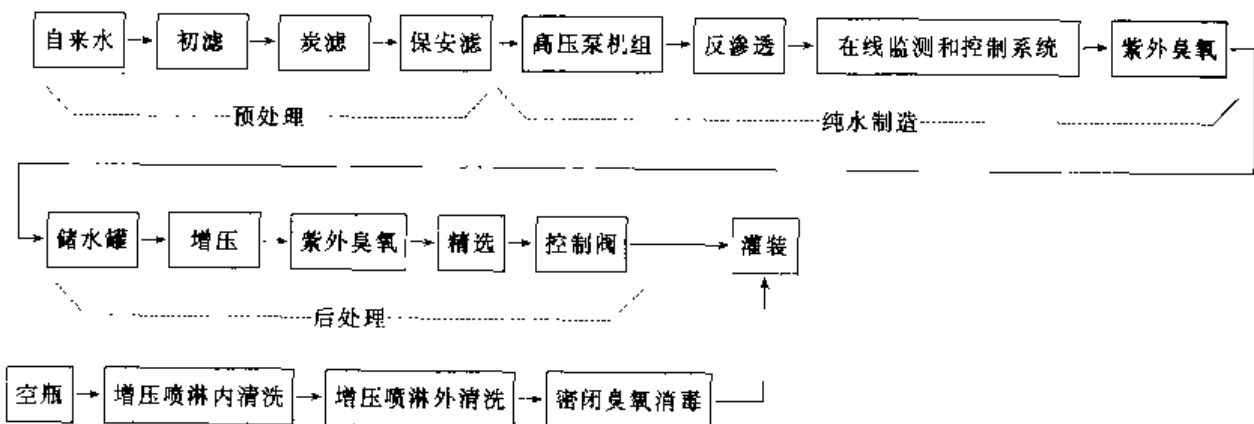 自来水 初滤 炭滤 保安滤 高压泵机组 反渗透 在线监测和控制系统 紫外臭氧
预处理 纯水制造
储水罐 增压 紫外臭氧 精选 控制阀 灌装
后处理
空瓶 增压喷淋内清洗 增压喷淋外清洗 密闭臭氧消毒